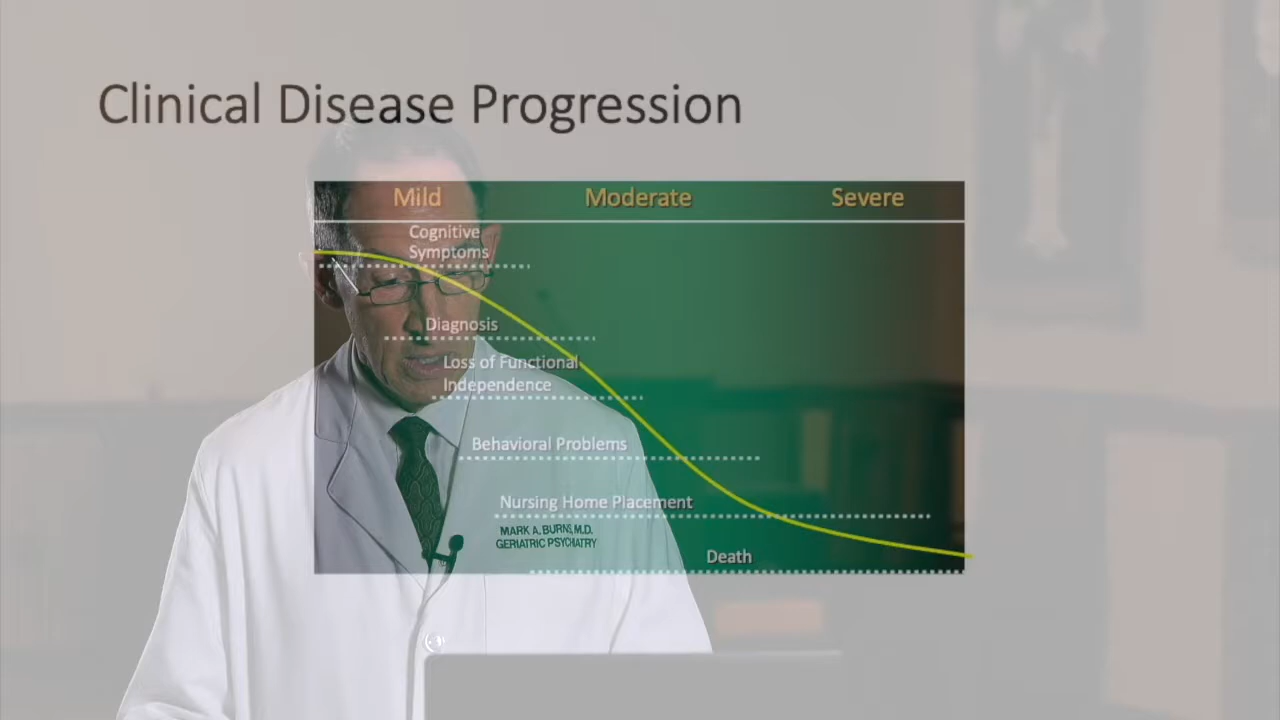 Clinical Disease Progression
Mild Moderate Severe
Cognitive
Symptoms
Diagnosis
Loss of Functional
Independence
Behavioral Problems
Nursing Home Placement
MARK A. BURNS, M.D.
GERIATRIC PSYCHIATRY
Death